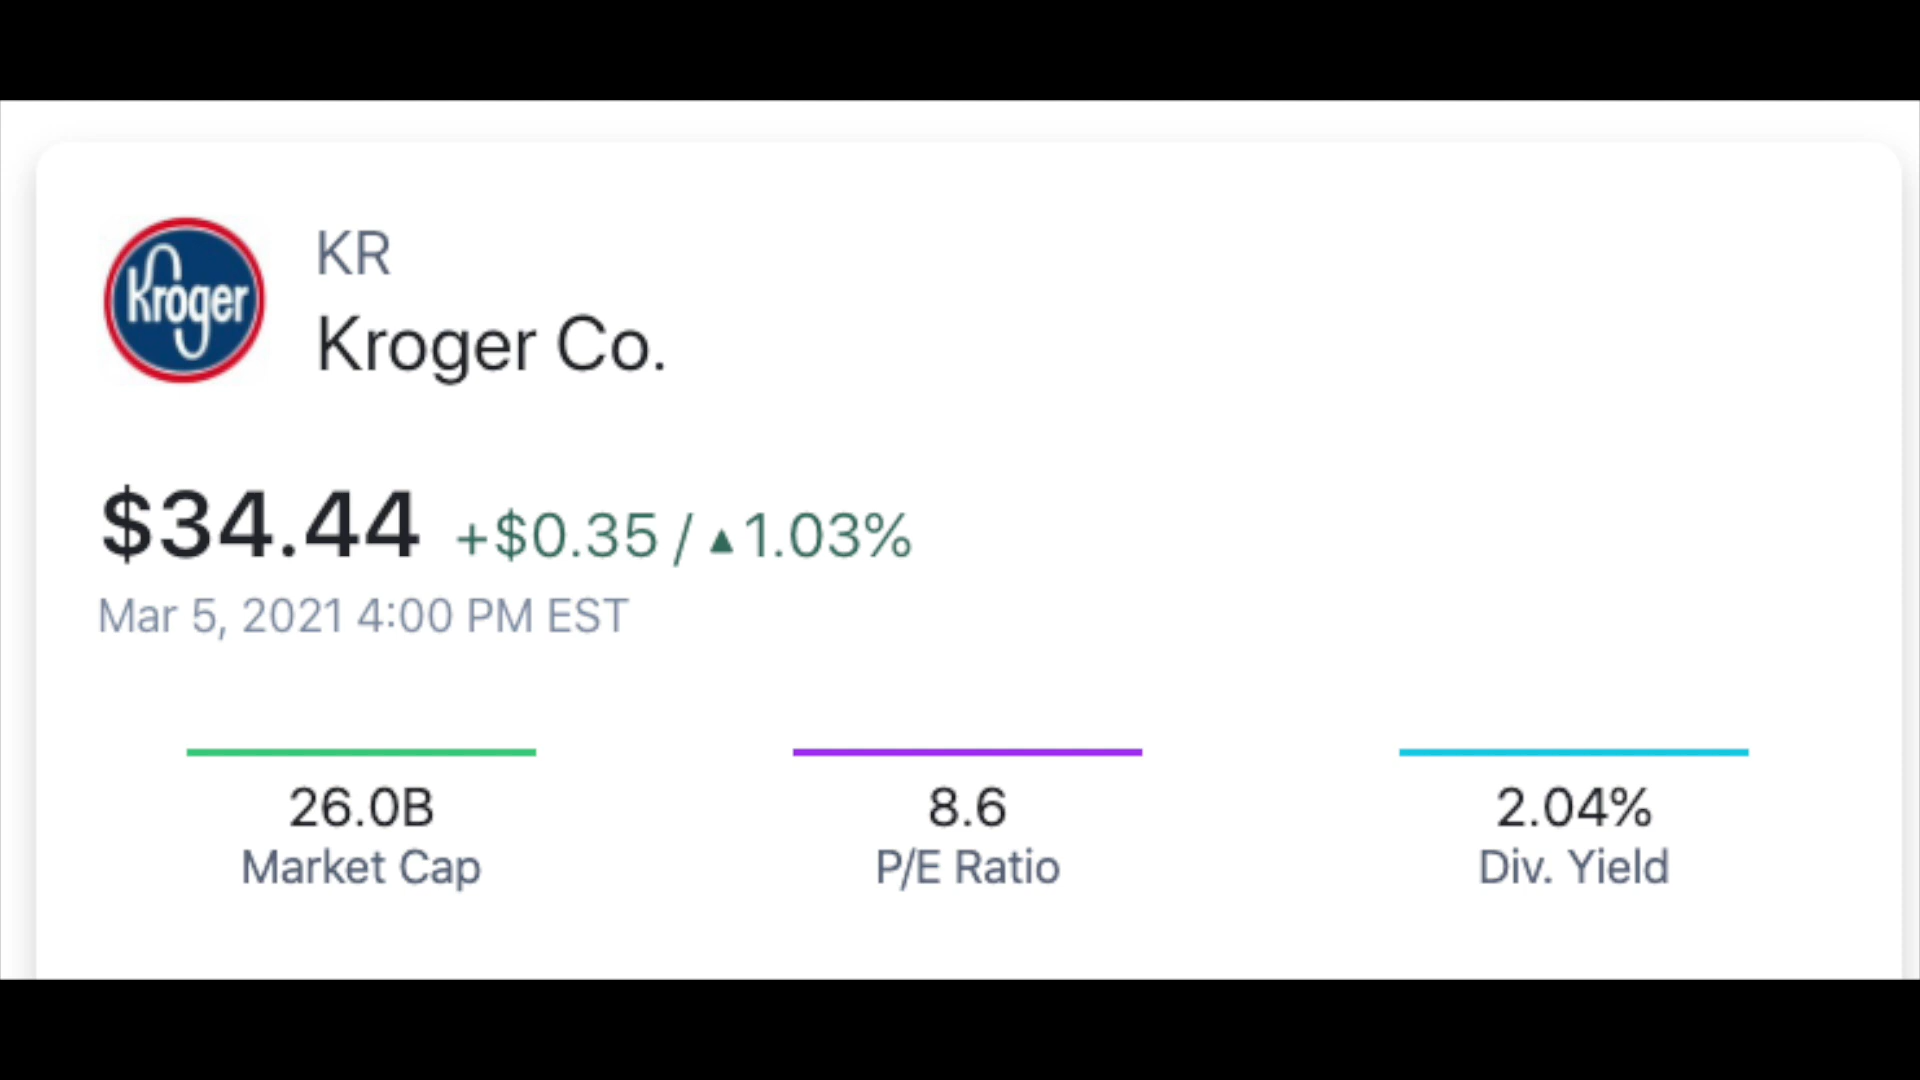 Kroger
KR
Kroger Co.
$34.44 +$0.35 / ▲1.03%
Mar 5, 2021 4:00 PM EST
26.0B
Market Cap
8.6
P/E Ratio
2.04%
Div. Yield